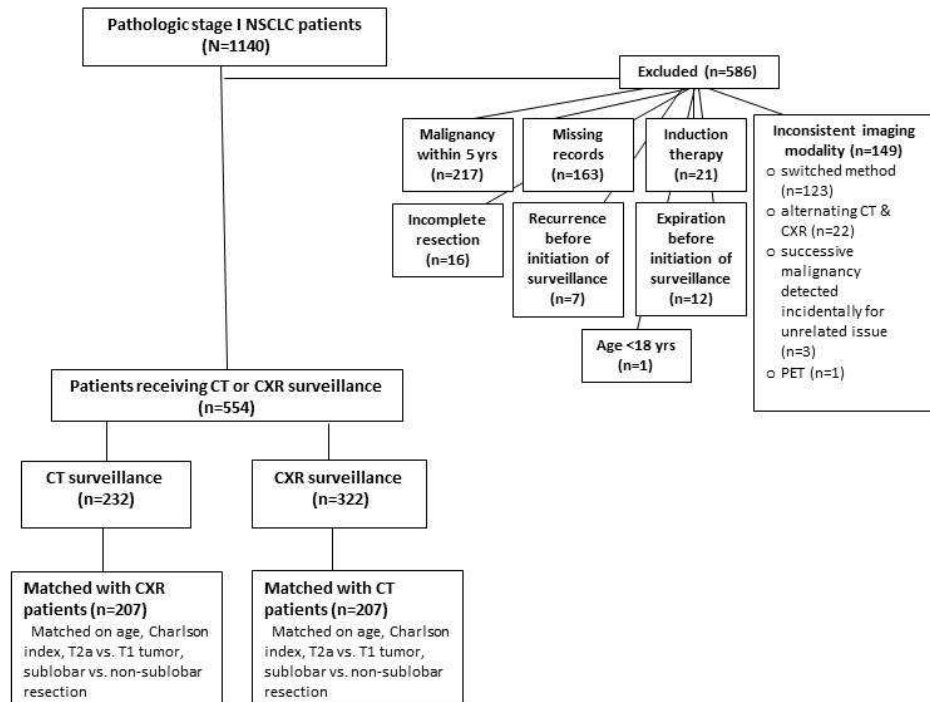 Pathologic stage I NSCLC patients
(N=1140)
Excluded (n=586)
Malignancy
within 5 yrs
(n=217)
Missing
records
(n=163)
Induction
therapy
(n=21)
Inconsistent imaging
modality (n=149)
o switched method
(n=123)
o alternating CT &
CXR (n=22)
o successive
malignancy
detected
incidentally for
unrelated issue
(n=3)
o PET (n=1)
Incomplete
resection
(n=16)
Recurrence
before
initiation of
surveillance
(n=7)
Expiration
before
initiation of
surveillance
(n=12)
Age <18 yrs
(n=1)
Patients receiving CT or CXR surveillance
(n=554)
CT surveillance
(n=232)
CXR surveillance
(n=322)
Matched with CXR
patients (n=207)
Matched on age, Charlson
index, T2a vs. T1 tumor,
sublobar vs. non-sublobar
resection
Matched with CT
patients (n=207)
Matched on age, Charlson
index, T2a vs. T1 tumor,
sublobar vs. non-sublobar
resection